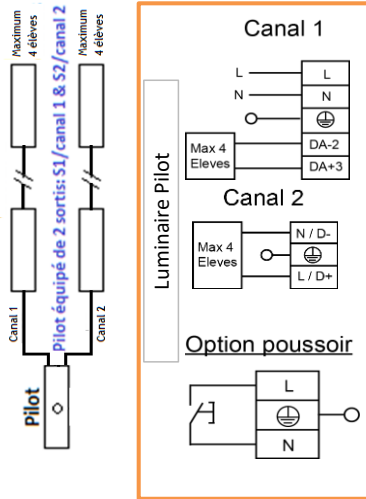 Maximum
4 élèves
Maximum
4 élèves
Pilot équipé de 2 sortis: S1/canal 1 & S2/canal 2
Canal 1
Canal 2
Pilot
Luminaire Pilot
Canal 1
L
L
N
N
Max 4
Eleves
DA-2
DA+3
Canal 2
Max 4
Eleves
N / D-
L / D+
Option poussoir
L
N